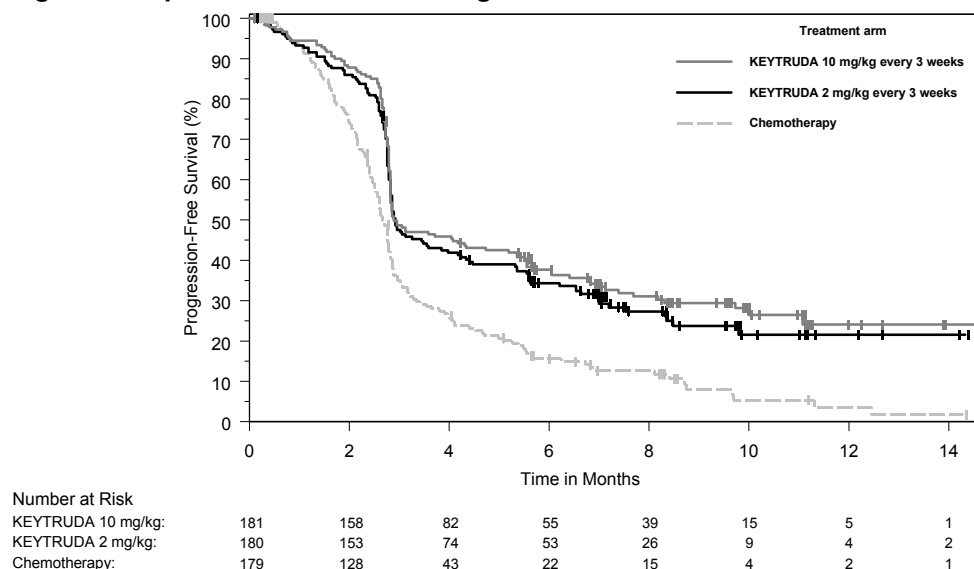 Treatment arm
KEYTRUDA 10 mg/kg every 3 weeks
KEYTRUDA 2 mg/kg every 3 weeks
Chemotherapy
Progression-Free Survival (%)
100
90
80
70
60
50
40
30
20
10
0
0 2 4 6 8 10 12 14
Time in Months
Number at Risk
KEYTRUDA 10 mg/kg: 181 158 82 55 39 15 5 1
KEYTRUDA 2 mg/kg: 180 153 74 53 26 9 4 2
Chemotherapy: 179 128 43 22 15 4 2 1